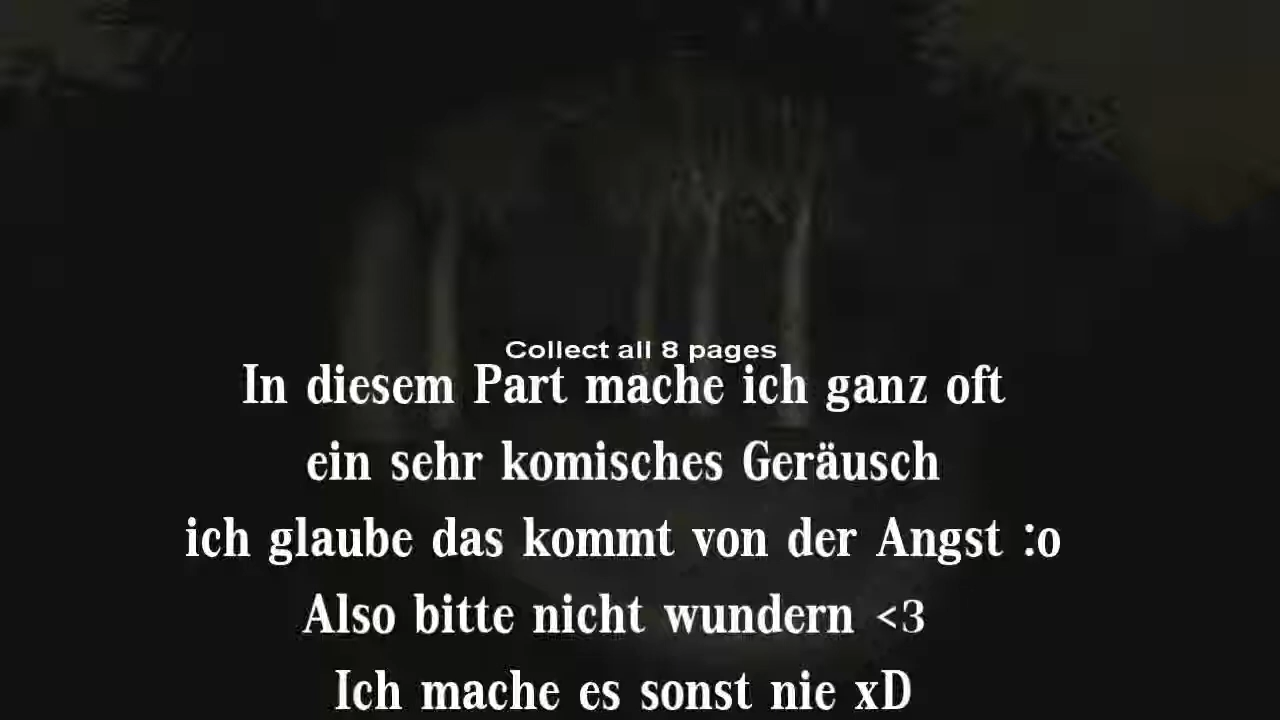 Collect all 8 pages
In diesem Part mache ich ganz oft
ein sehr komisches Geräusch
ich glaube das kommt von der Angst :o
Also bitte nicht wundern <3
Ich mache es sonst nie xD